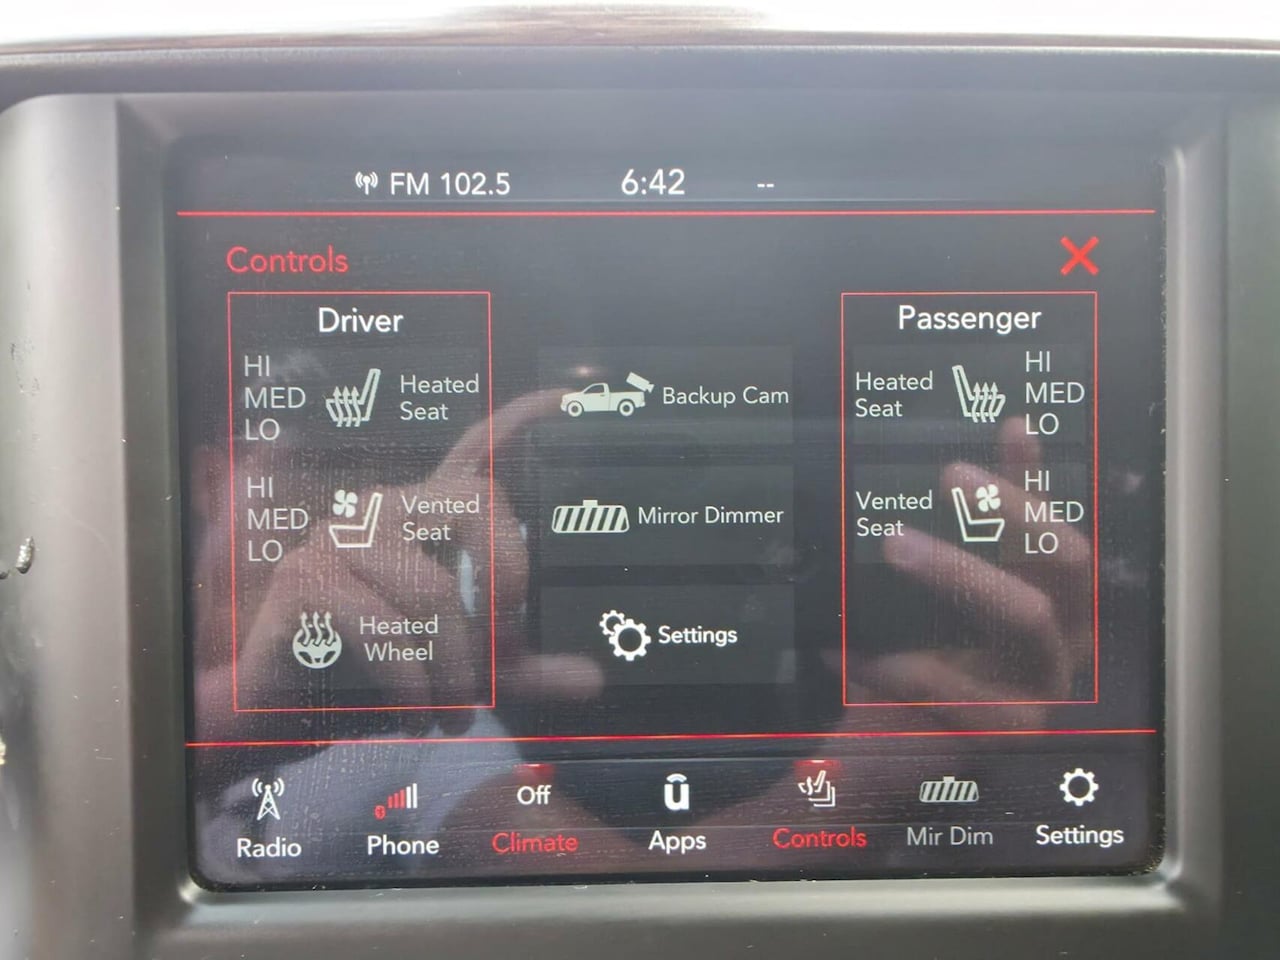 FM 102.5 6:42 --
Controls
Driver
HI
MED
LO
Heated
Seat
HI
MED
LO
Vented
Seat
Heated
Wheel
Backup Cam
Mirror Dimmer
Settings
Passenger
Heated
Seat
HI
MED
LO
Vented
Seat
HI
MED
LO
Radio
Phone
Off
Climate
Apps
Controls
Mir Dim
Settings